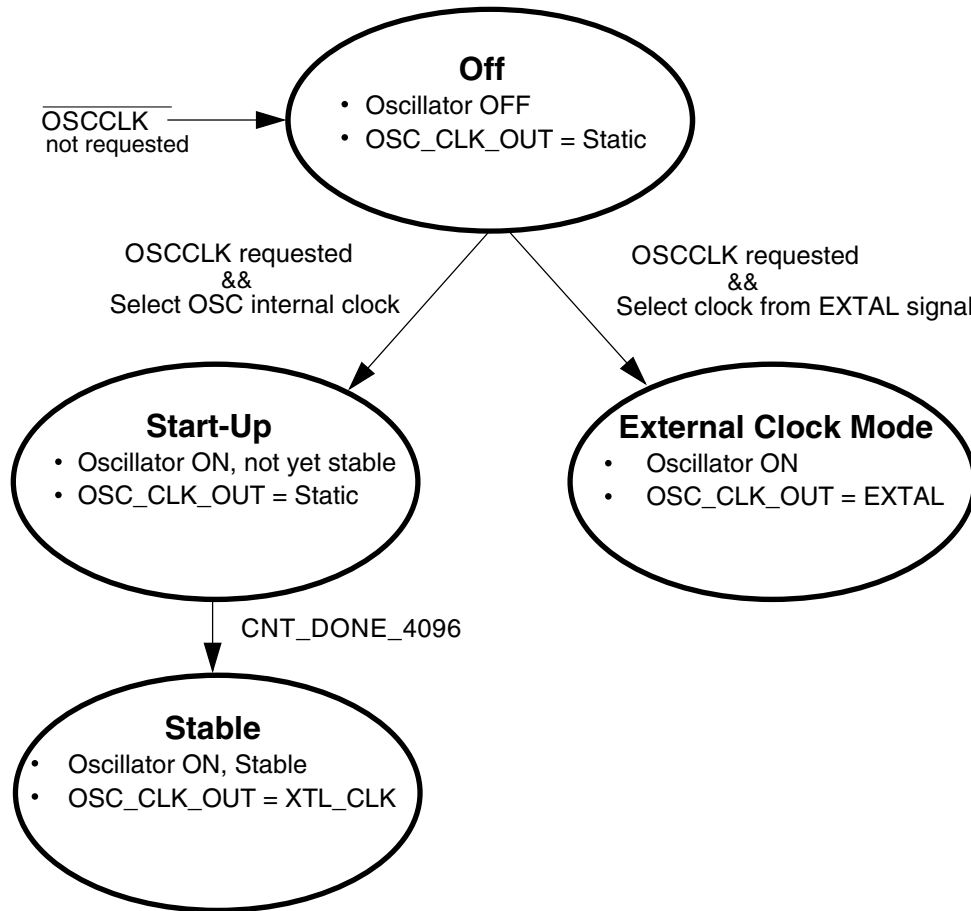 Off
• Oscillator OFF
• OSC_CLK_OUT = Static
OSCCLK
not requested
OSCCLK requested
&&
Select OSC internal clock
OSCCLK requested
&&
Select clock from EXTAL signal
Start-Up
• Oscillator ON, not yet stable
• OSC_CLK_OUT = Static
External Clock Mode
• Oscillator ON
• OSC_CLK_OUT = EXTAL
CNT_DONE_4096
Stable
• Oscillator ON, Stable
• OSC_CLK_OUT = XTL_CLK